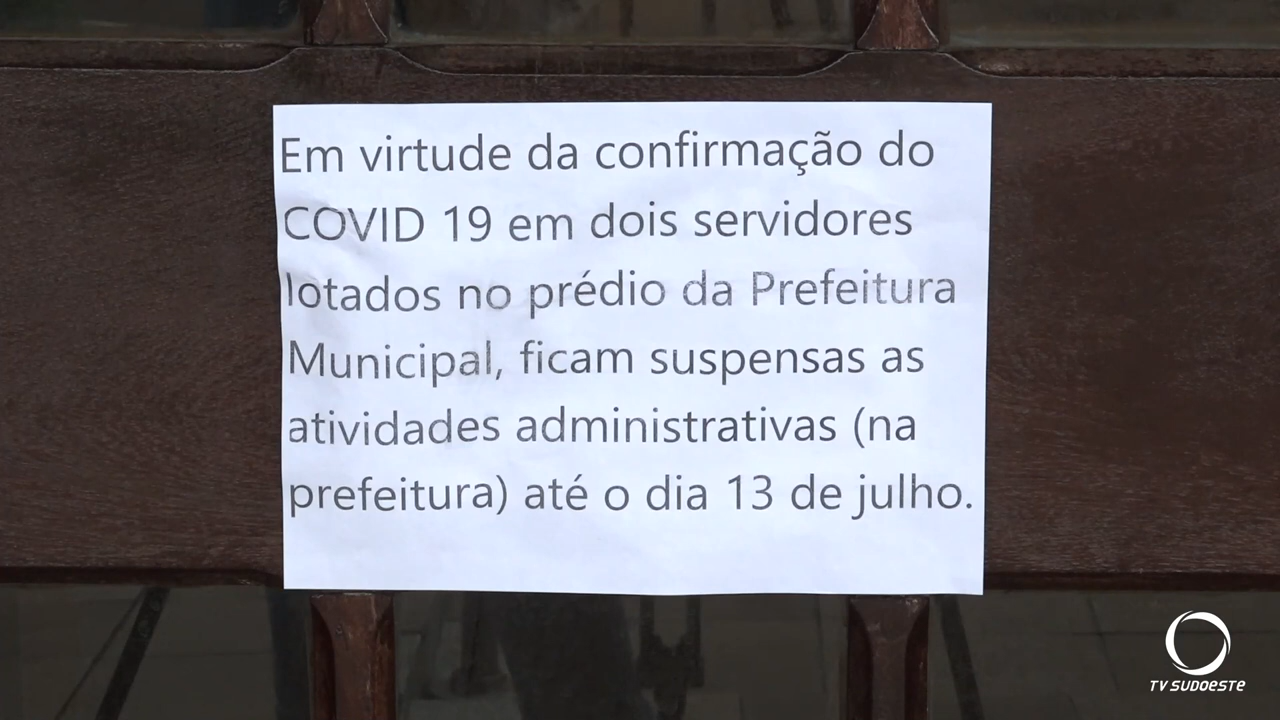 Em virtude da confirmação do
COVID 19 em dois servidores
lotados no prédio da Prefeitura
Municipal, ficam suspensas as
atividades administrativas (na
prefeitura) até o dia 13 de julho.
TV SUDOESTE